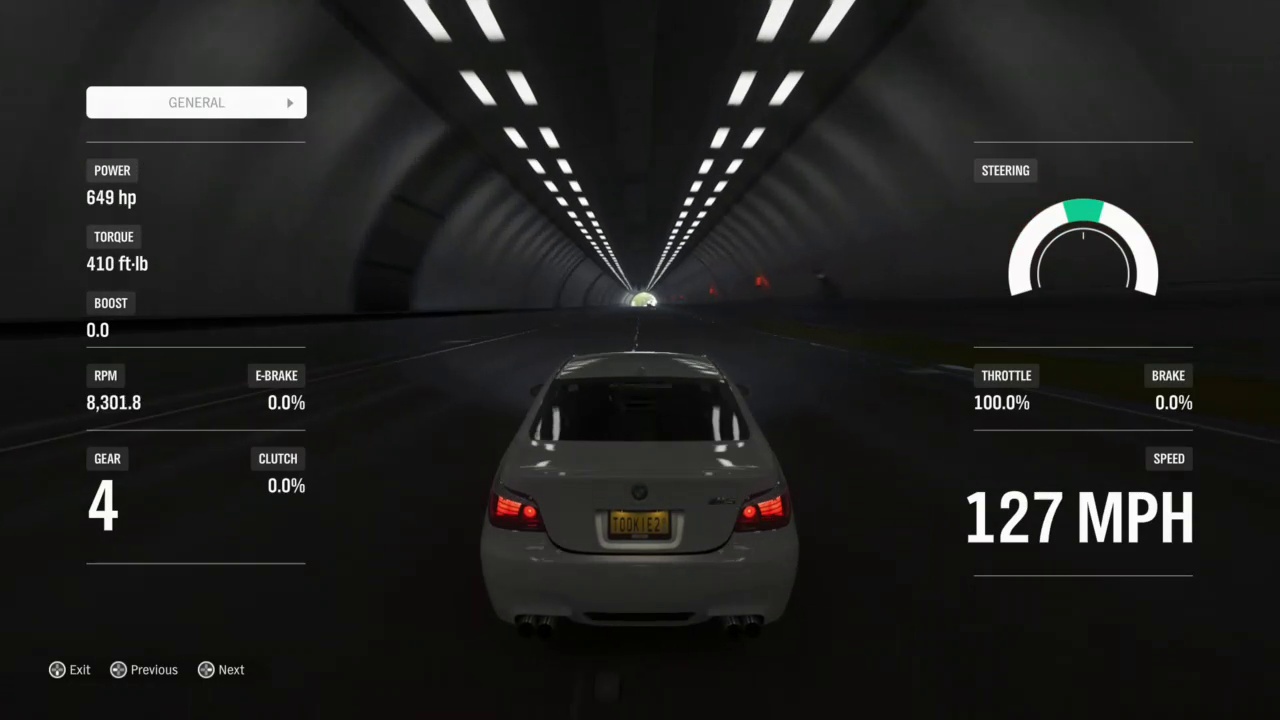 GENERAL
POWER
649 hp
TORQUE
410 ft·lb
BOOST
0.0
RPM
E-BRAKE
8,301.8
0.0%
GEAR
CLUTCH
4
0.0%
STEERING
THROTTLE
BRAKE
100.0%
0.0%
SPEED
127 MPH
TOOKIE2
Exit
Previous
Next